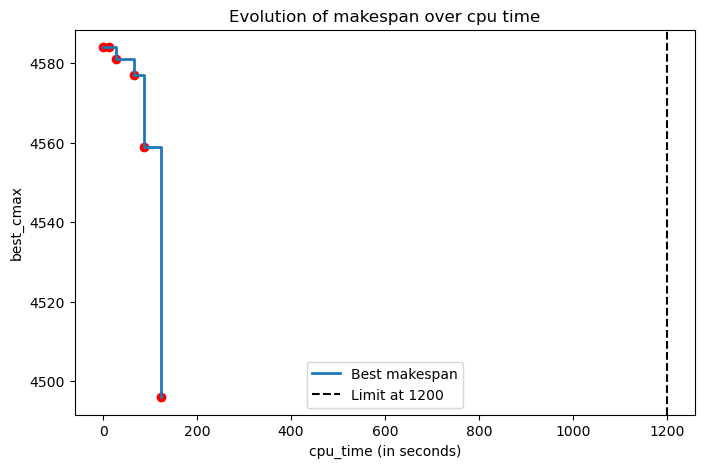 Evolution of makespan over cpu time
best_cmax
4580
4560
4540
4520
4500
Best makespan
Limit at 1200
0
200
400
600
800
1000
1200
cpu_time (in seconds)